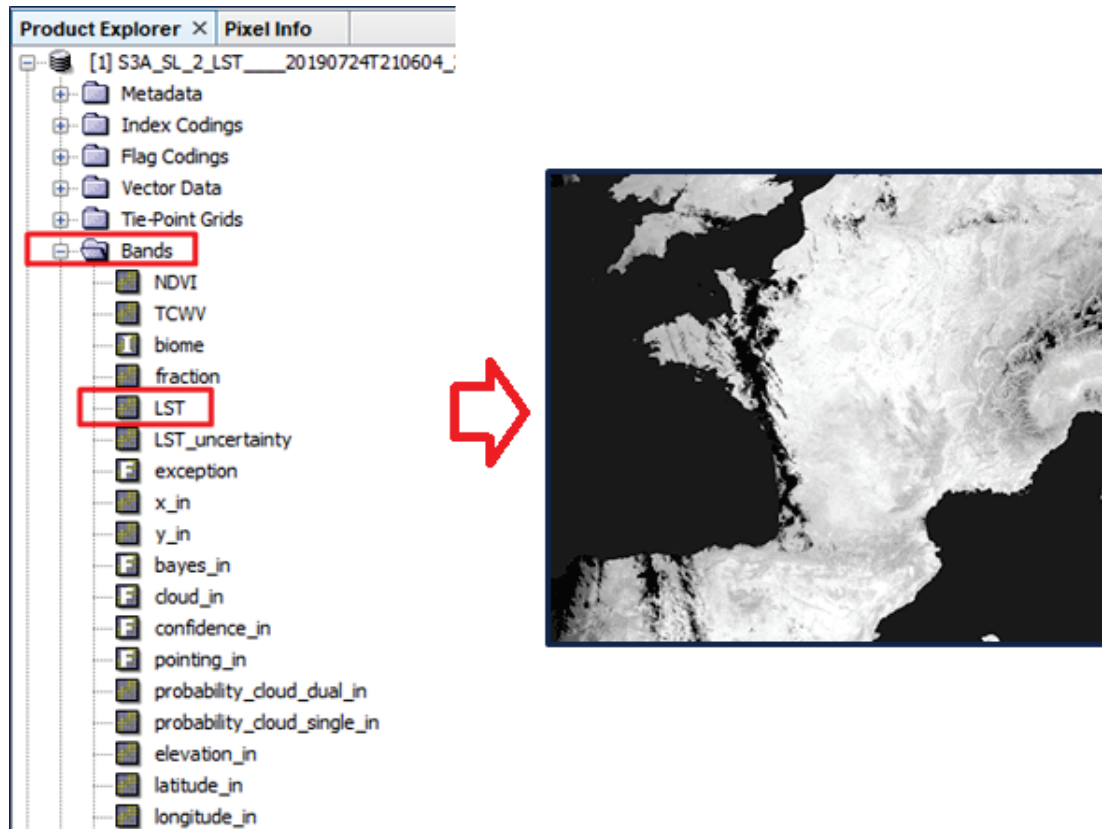 Product Explorer × Pixel Info
[1] S3A_SL_2_LST____20190724T210604_
Metadata
Index Codings
Flag Codings
Vector Data
Tie-Point Grids
Bands
NDVI
TCWV
biome
fraction
LST
LST_uncertainty
exception
x_in
y_in
bayes_in
cloud_in
confidence_in
pointing_in
probability_cloud_dual_in
probability_cloud_single_in
elevation_in
latitude_in
longitude_in